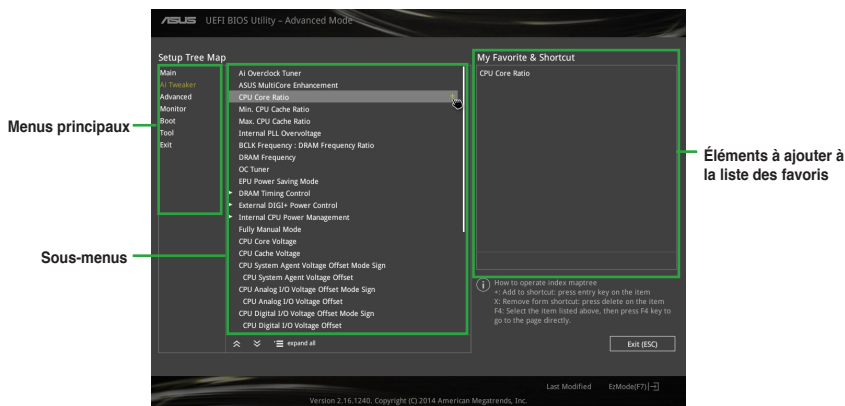 ASUS UEFI BIOS Utility – Advanced Mode
Setup Tree Map
Main
Ai Tweaker
Advanced
Monitor
Boot
Tool
Exit
Ai Overclock Tuner
ASUS MultiCore Enhancement
CPU Core Ratio +
Min. CPU Cache Ratio
Max. CPU Cache Ratio
Internal PLL Overvoltage
BCLK Frequency : DRAM Frequency Ratio
DRAM Frequency
OC Tuner
EPU Power Saving Mode
DRAM Timing Control
External DIGI+ Power Control
Internal CPU Power Management
Fully Manual Mode
CPU Core Voltage
CPU Cache Voltage
CPU System Agent Voltage Offset Mode Sign
CPU System Agent Voltage Offset
CPU Analog I/O Voltage Offset Mode Sign
CPU Analog I/O Voltage Offset
CPU Digital I/O Voltage Offset Mode Sign
CPU Digital I/O Voltage Offset
expand all
My Favorite & Shortcut
CPU Core Ratio
How to operate index maptree
+: Add to shortcut: press entry key on the item
X: Remove form shortcut: press delete on the item
F4: Select the item listed above, then press F4 key to
go to the page directly.
Exit (ESC)
Last Modified EzMode(F7)
Version 2.16.1240. Copyright (C) 2014 American Megatrends, Inc.
Menus principaux
Sous-menus
Éléments à ajouter à
la liste des favoris